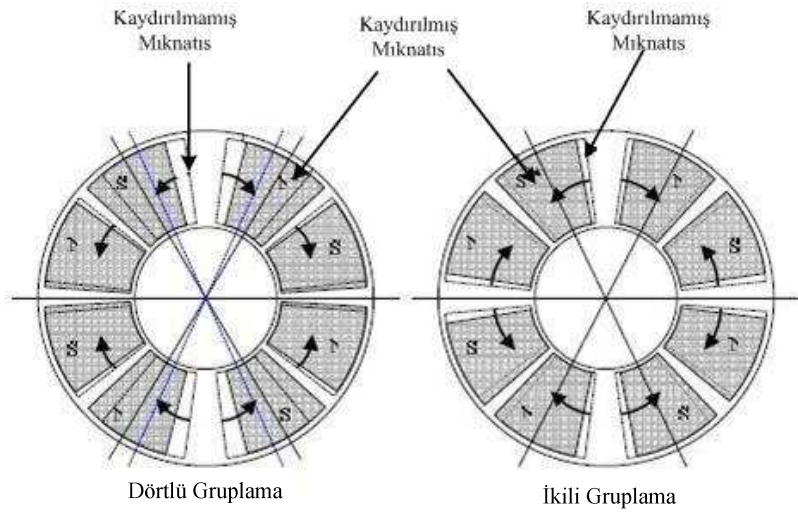 Kaydırılmamış
Mıknatıs
Kaydırılmış
Mıknatıs
Kaydırılmamış
Mıknatıs
S
S
S
S
S
S
S
S
Dörtlü Gruplama
İkili Gruplama